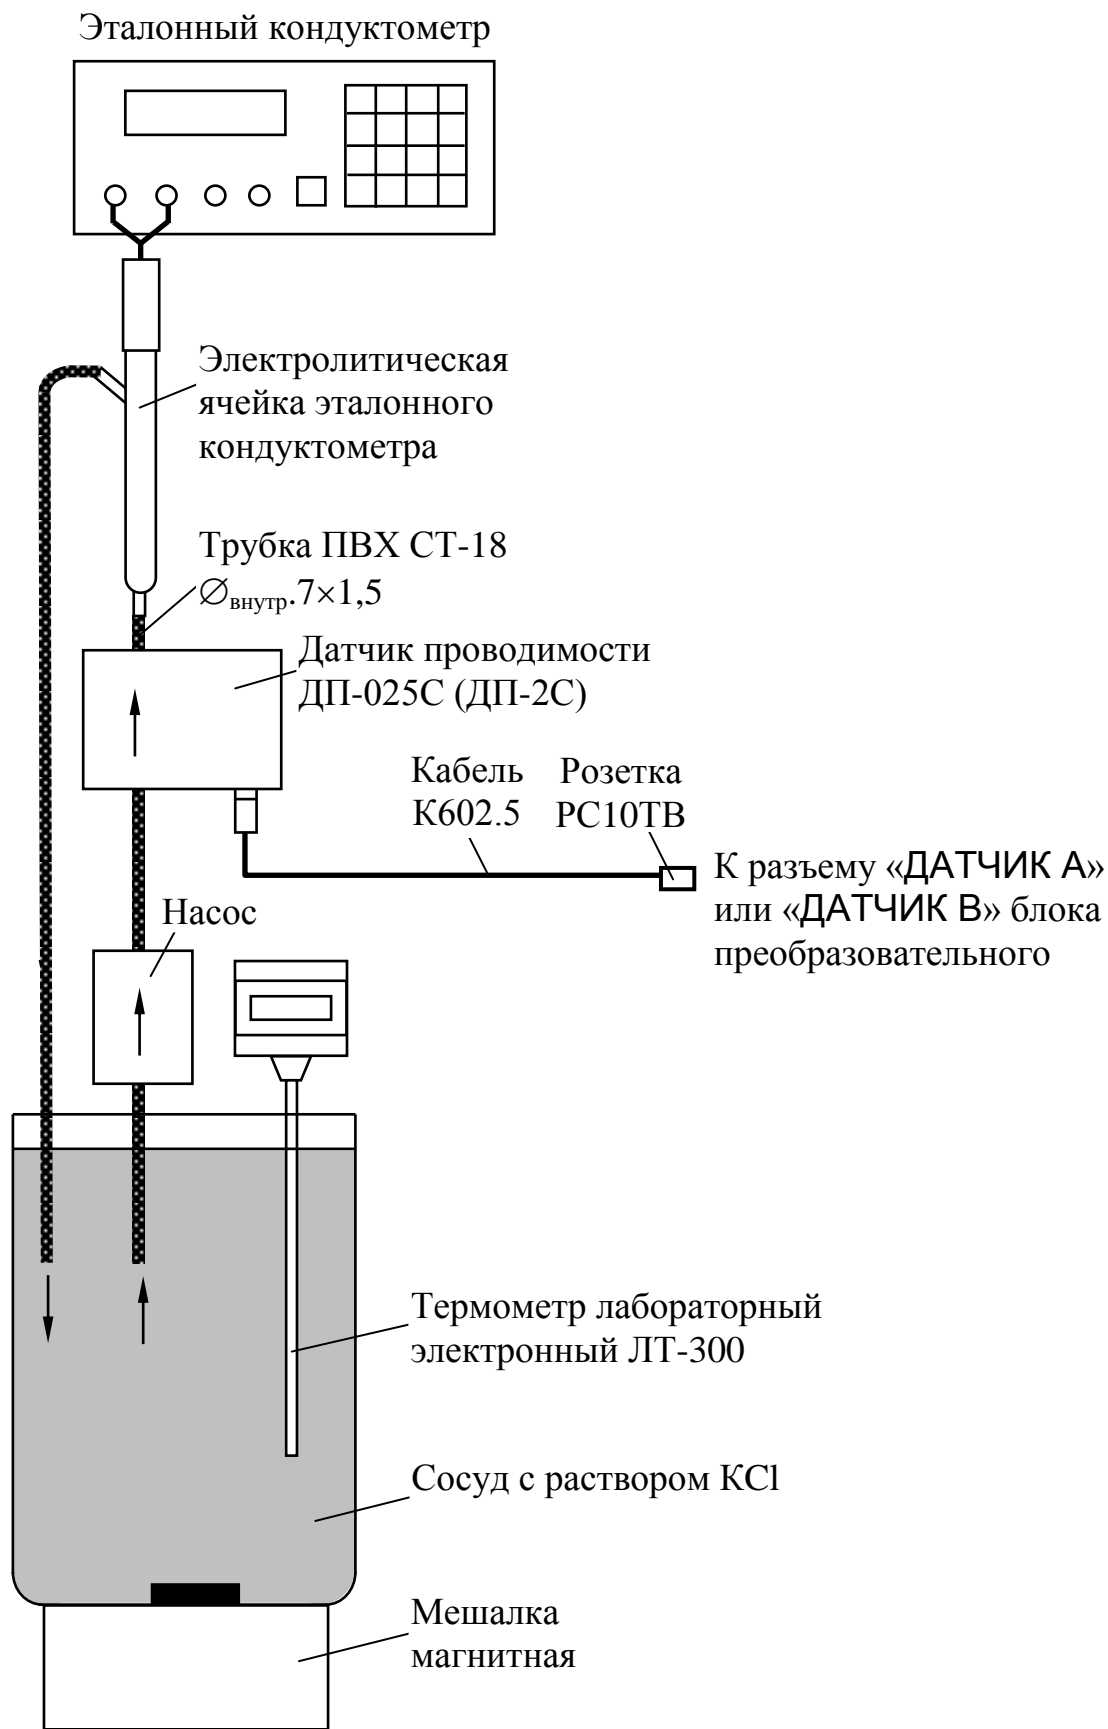 Эталонный кондуктометр
Электролитическая
ячейка эталонного
кондуктометра
Трубка ПВХ СТ-18
∅внутр.7×1,5
Датчик проводимости
ДП-025С (ДП-2С)
Кабель
К602.5
Розетка
РС10ТВ
К разъему «ДАТЧИК А»
или «ДАТЧИК В» блока
преобразовательного
Насос
Термометр лабораторный
электронный ЛТ-300
Сосуд с раствором KCl
Мешалка
магнитная